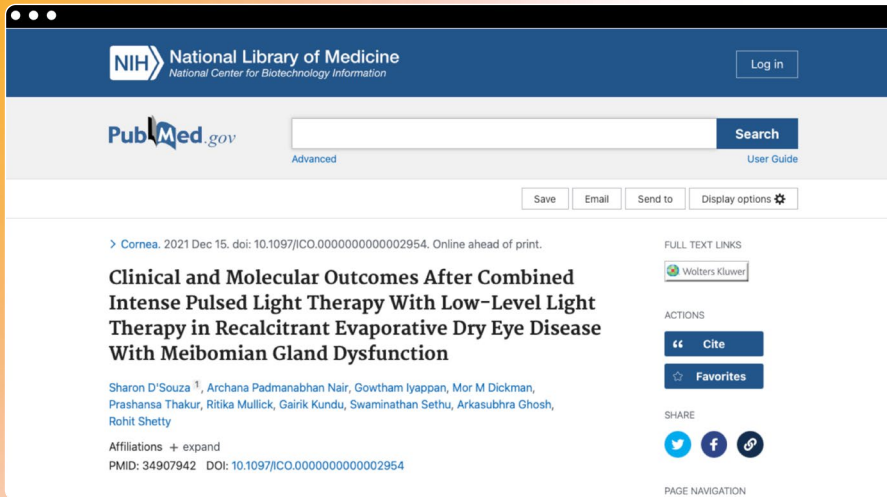 NIH National Library of Medicine
National Center for Biotechnology Information
Log in
PubMed.gov
Search
Advanced
User Guide
Save
Email
Send to
Display options
> Cornea. 2021 Dec 15. doi: 10.1097/ICO.0000000000002954. Online ahead of print.
Clinical and Molecular Outcomes After Combined
Intense Pulsed Light Therapy With Low-Level Light
Therapy in Recalcitrant Evaporative Dry Eye Disease
With Meibomian Gland Dysfunction
Sharon D'Souza 1, Archana Padmanabhan Nair, Gowtham Iyappan, Mor M Dickman,
Prashansa Thakur, Ritika Mullick, Gairik Kundu, Swaminathan Sethu, Arkasubhra Ghosh,
Rohit Shetty
Affiliations + expand
PMID: 34907942 DOI: 10.1097/ICO.0000000000002954
FULL TEXT LINKS
Wolters Kluwer
ACTIONS
Cite
Favorites
SHARE
PAGE NAVIGATION